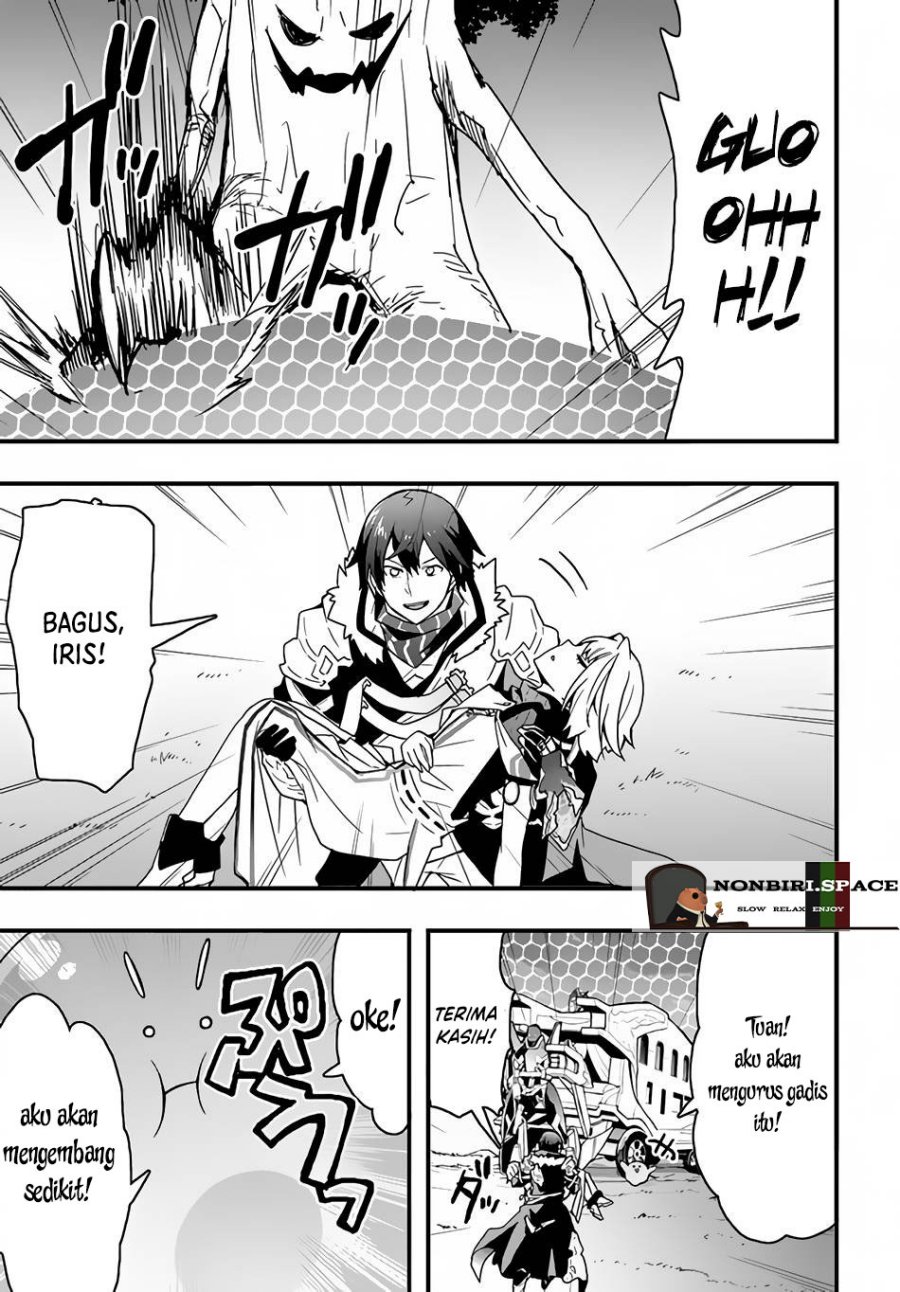 GUO
OHH
H!!
ガッ
ガッ
BAGUS,
IRIS!
NONBIRI.SPACE
SLOW RELAX ENJOY
Tuan!
aku akan
mengurus gadis
itu!
TERIMA
KASIH!
ダッ
oke!
aku akan
mengembang
sedikit!